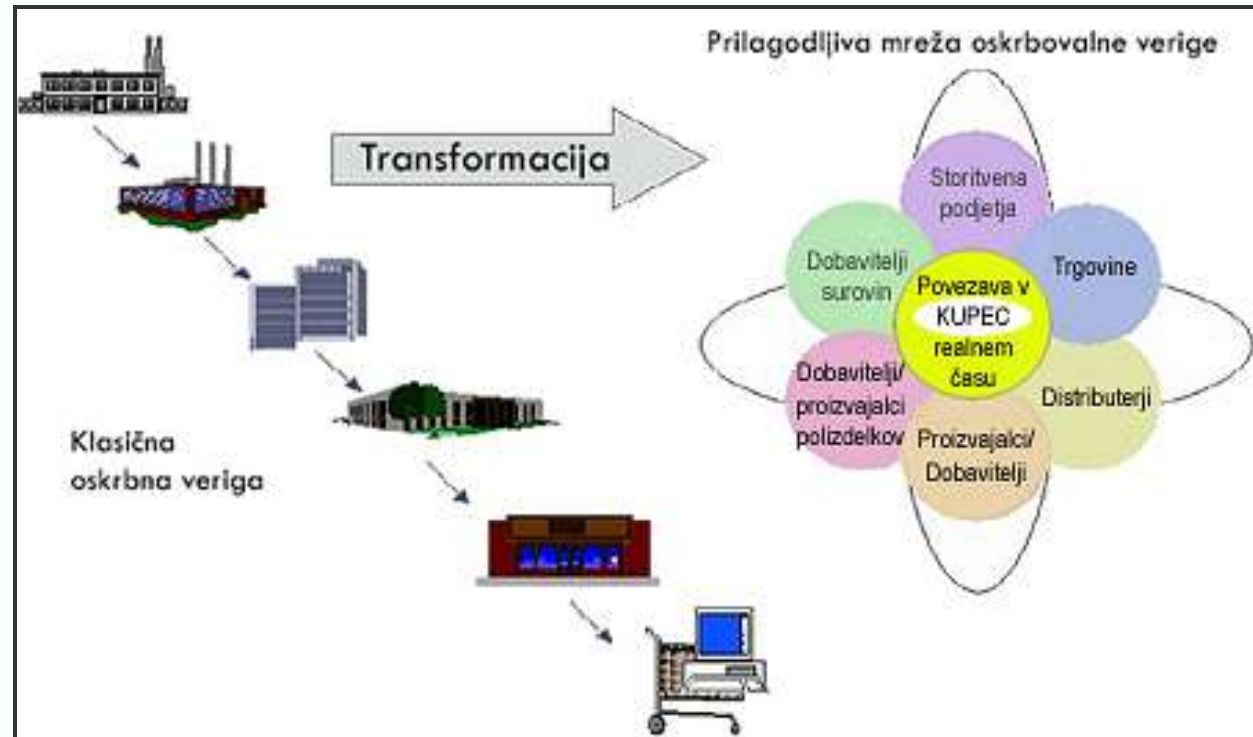 Prilagodljiva mreža oskrbovalne verige
Transformacija
Klasična
oskrbna veriga
Storitvena
podjetja
Dobavitelji
surovin
Trgovine
Povezava v
KUPEC
realnem
času
Dobavitelji/
proizvajalci
polizdelkov
Distributerji
Proizvajalci/
Dobavitelji